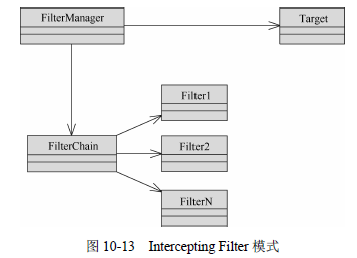 FilterManager
Target
Filter1
FilterChain
Filter2
FilterN
图 10-13 Intercepting Filter 模式